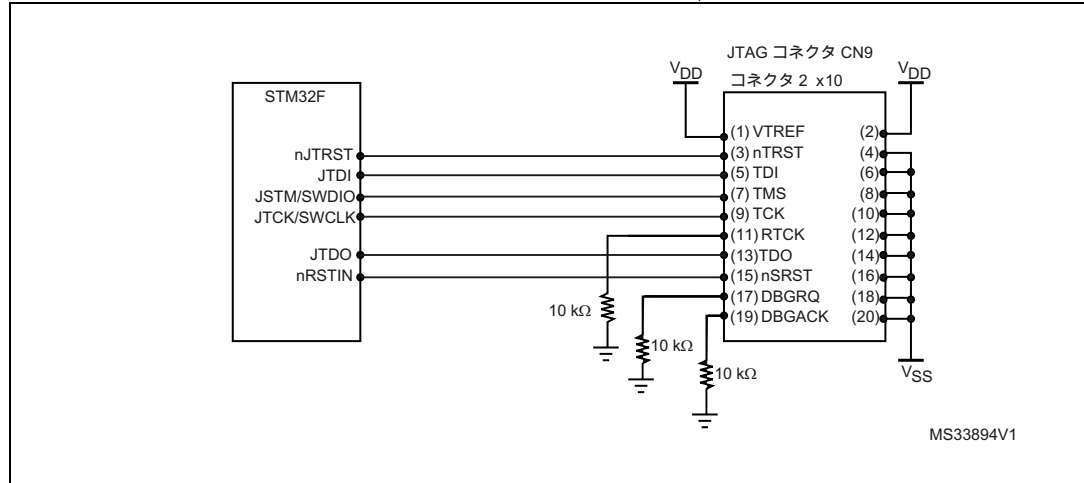 JTAG コネクタ CN9
コネクタ 2 x10
VDD
VDD
STM32F
(1) VTREF
(2)
nJTRST
(3) nTRST
(4)
JTDI
(5) TDI
(6)
JSTM/SWDIO
(7) TMS
(8)
JTCK/SWCLK
(9) TCK
(10)
(11) RTCK
(12)
JTDO
(13)TDO
(14)
nRSTIN
(15) nSRST
(16)
(17) DBGRQ
(18)
(19) DBGACK
(20)
10 kΩ
10 kΩ
10 kΩ
VSS
MS33894V1